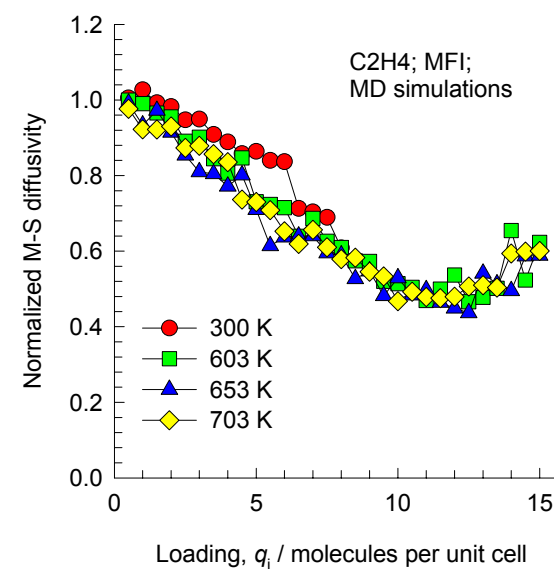 1.2
1.0
0.8
0.6
0.4
0.2
0.0
Normalized M-S diffusivity
C2H4; MFI;
MD simulations
300 K
603 K
653 K
703 K
0 5 10 15
Loading, qi / molecules per unit cell